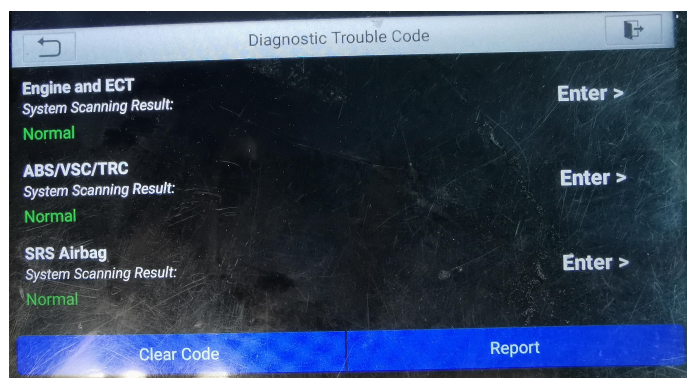 Diagnostic Trouble Code
Engine and ECT
System Scanning Result:
Enter >
Normal
ABS/VSC/TRC
System Scanning Result:
Enter >
Normal
SRS Airbag
System Scanning Result:
Enter >
Normal
Clear Code
Report